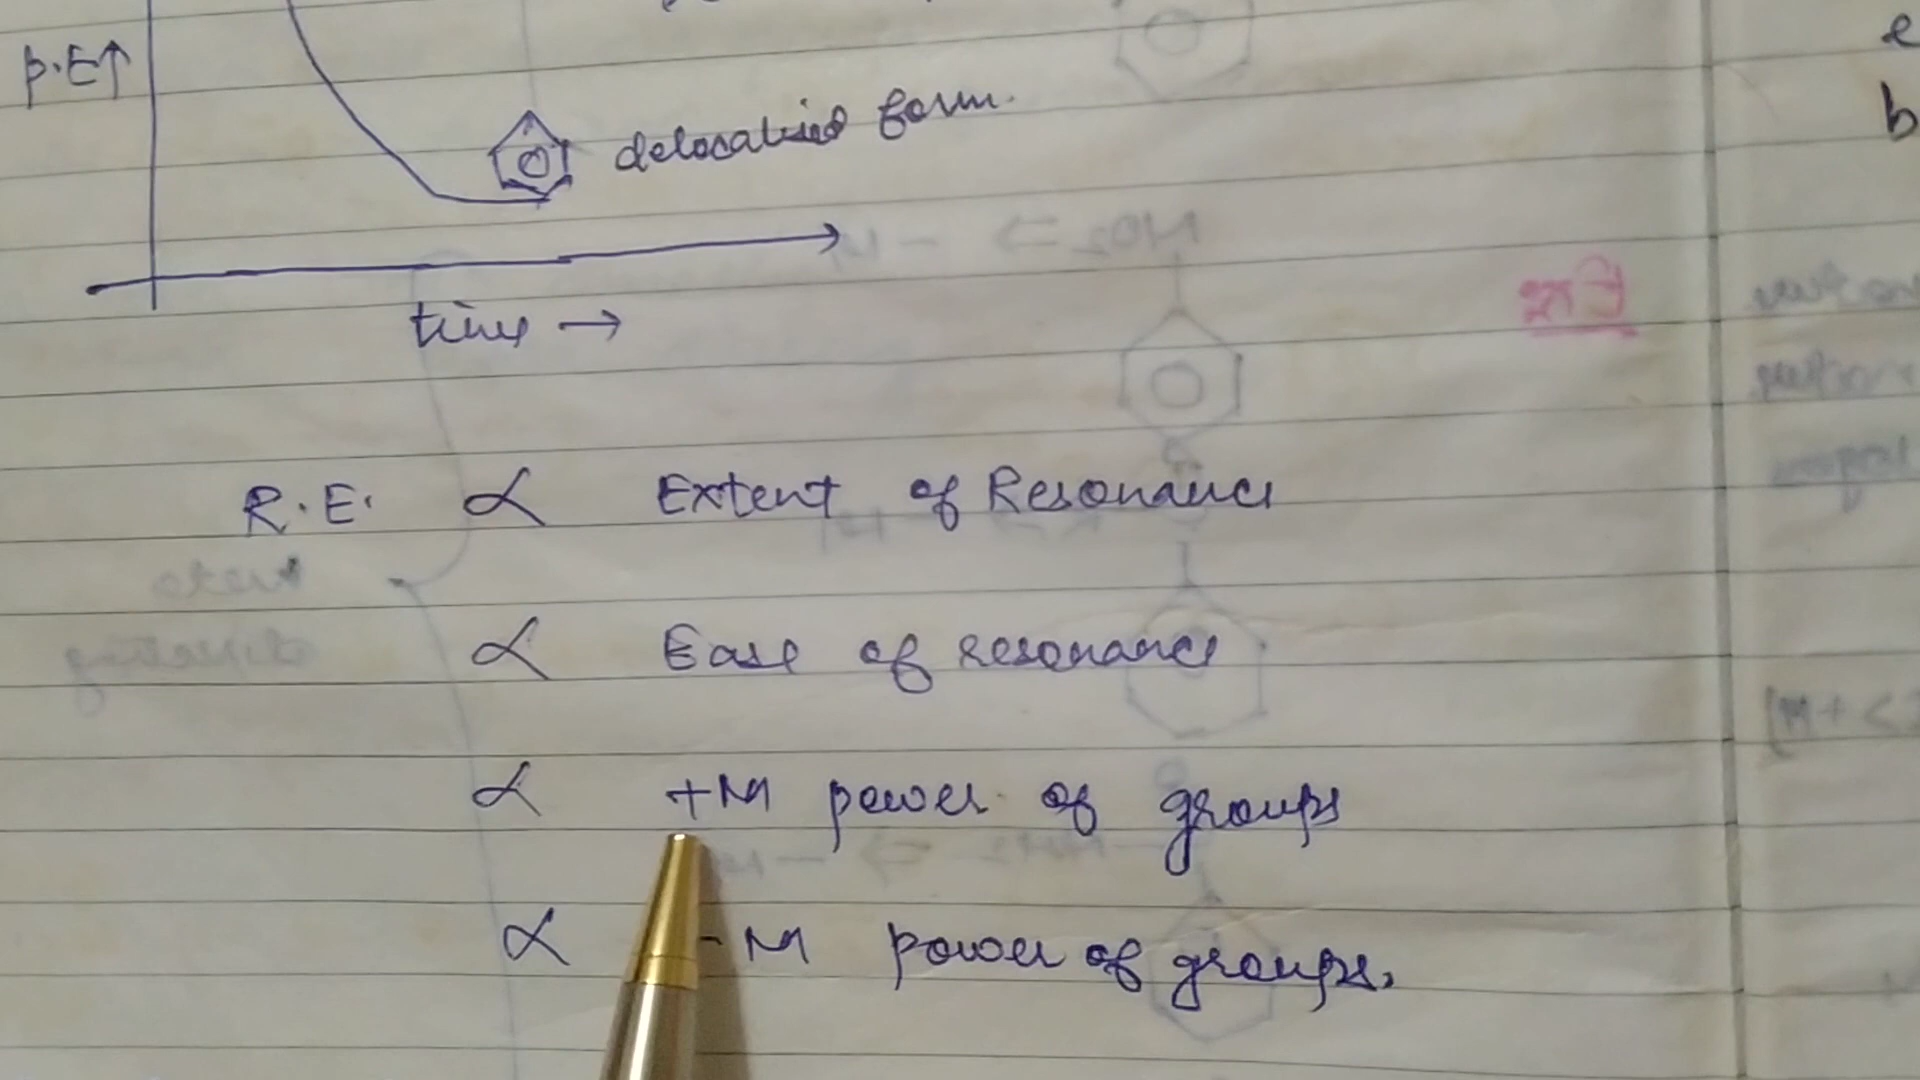 P.E↑
delocalised form.
time →
R.E. ∝ Extent of Resonance
∝ Ease of resonance
∝ +M power of groups
∝ -M power of groups.